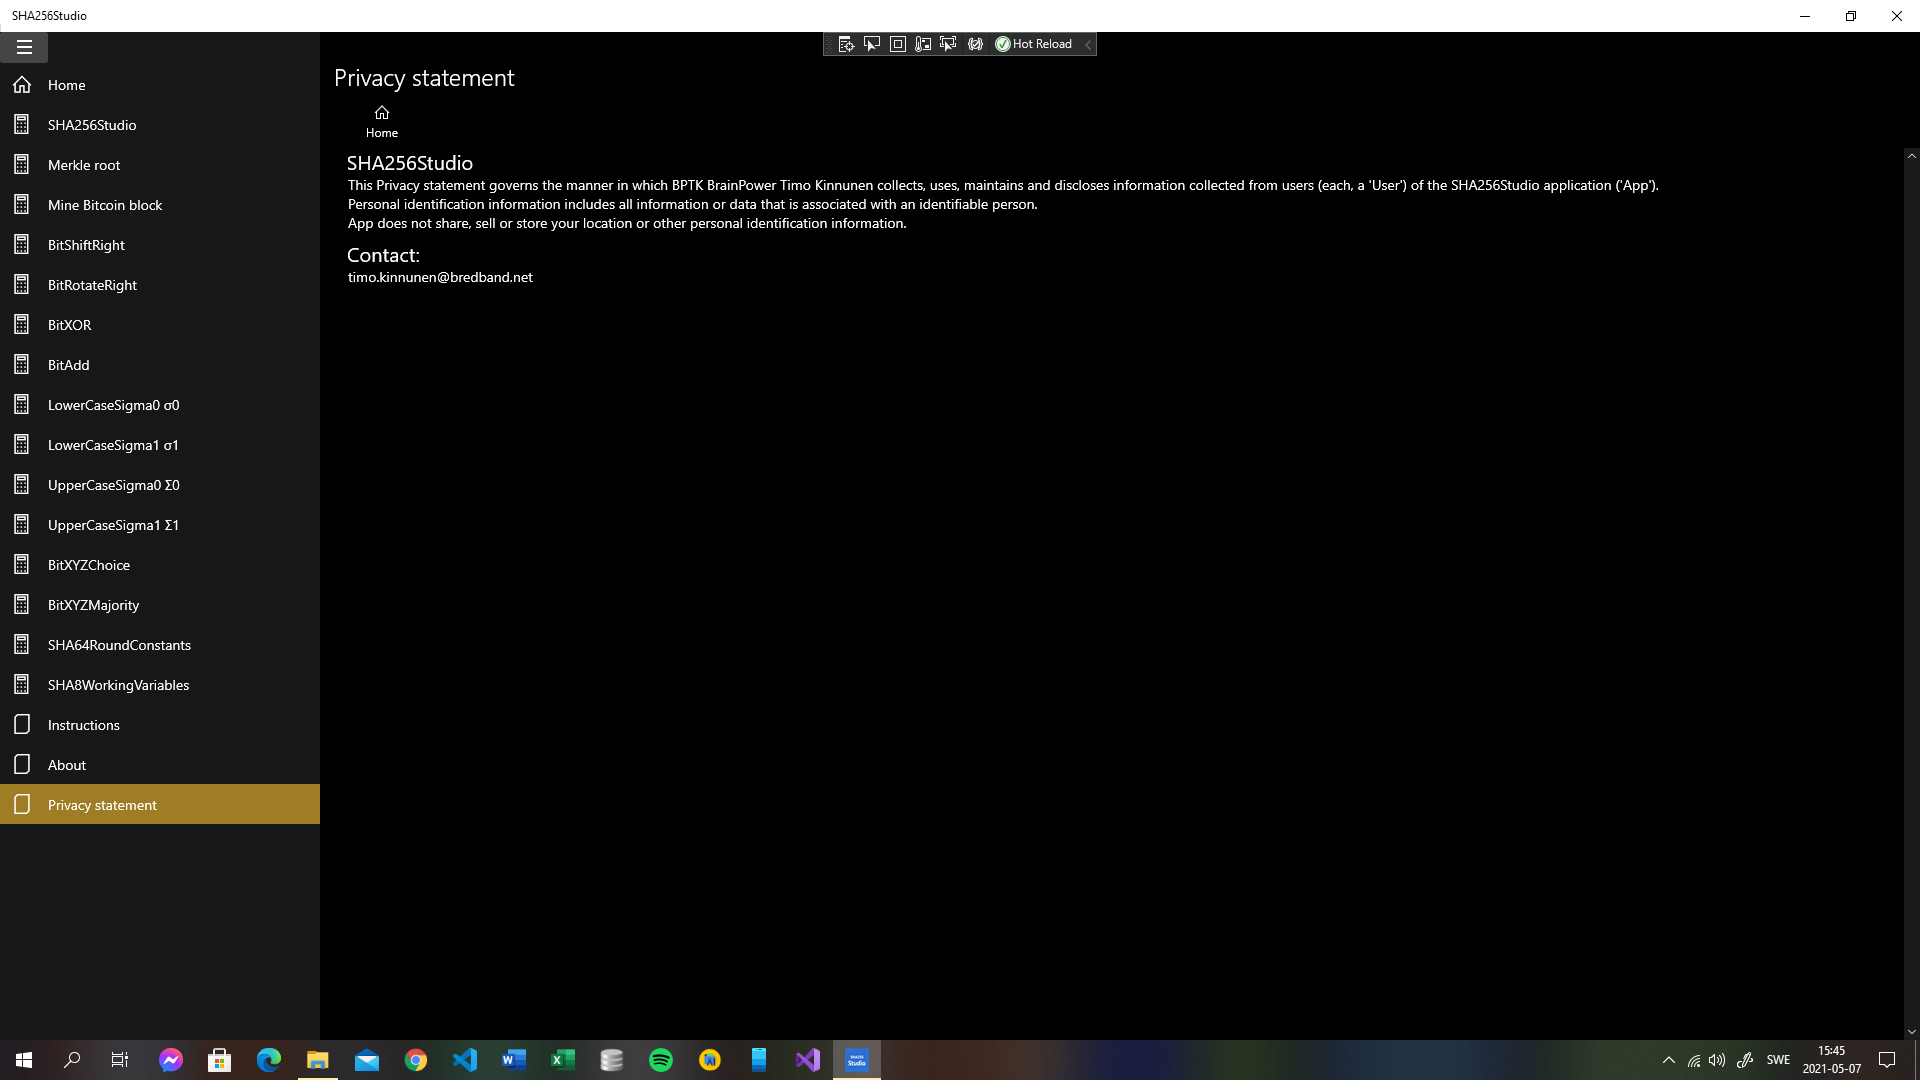 SHA256Studio
Hot Reload
Home
SHA256Studio
Merkle root
Mine Bitcoin block
BitShiftRight
BitRotateRight
BitXOR
BitAdd
LowerCaseSigma0 σ0
LowerCaseSigma1 σ1
UpperCaseSigma0 Σ0
UpperCaseSigma1 Σ1
BitXYZChoice
BitXYZMajority
SHA64RoundConstants
SHA8WorkingVariables
Instructions
About
Privacy statement
Privacy statement
Home
SHA256Studio
This Privacy statement governs the manner in which BPTK BrainPower Timo Kinnunen collects, uses, maintains and discloses information collected from users (each, a 'User') of the SHA256Studio application ('App').
Personal identification information includes all information or data that is associated with an identifiable person.
App does not share, sell or store your location or other personal identification information.
Contact:
timo.kinnunen@bredband.net
AI
SHA256
Studio
SWE
15:45
2021-05-07